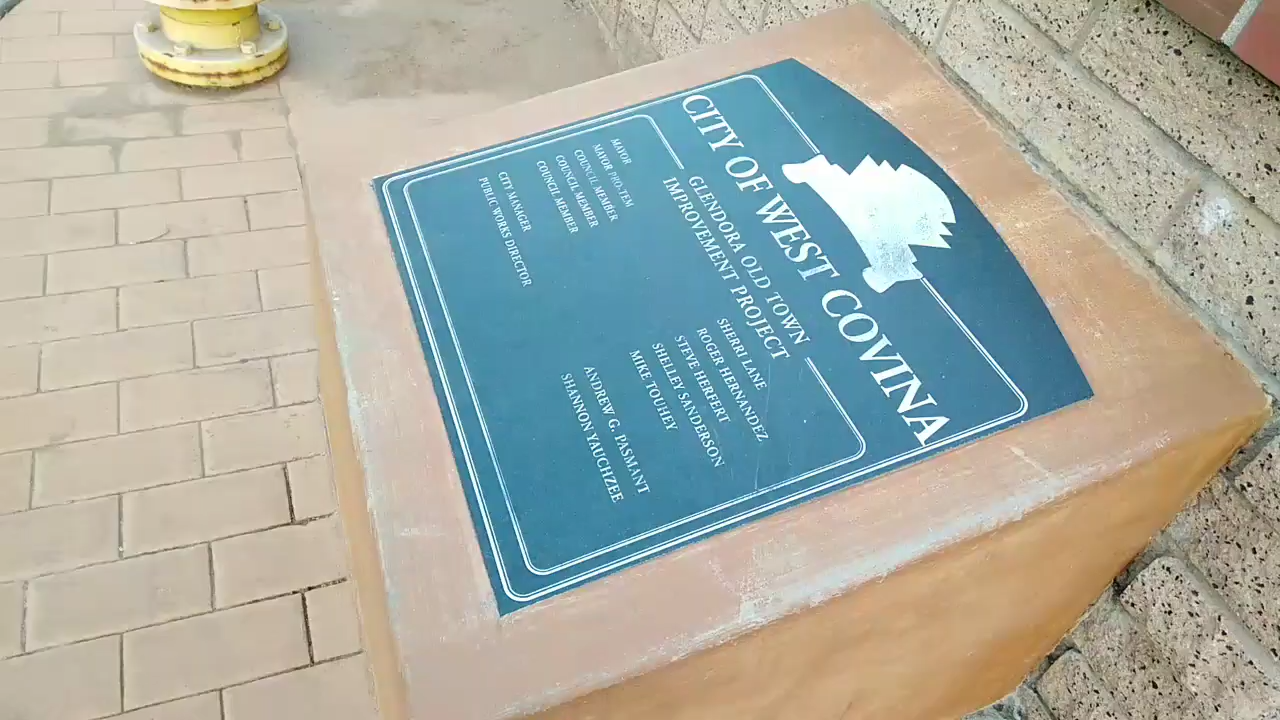 CITY OF WEST COVINA
GLENDORA OLD TOWN
IMPROVEMENT PROJECT
MAYOR SHERRI LANE
MAYOR PRO-TEM ROGER HERNANDEZ
COUNCIL MEMBER STEVE HERFERT
COUNCIL MEMBER SHELLEY SANDERSON
COUNCIL MEMBER MIKE TOUHEY
CITY MANAGER ANDREW G. PASMANT
PUBLIC WORKS DIRECTOR SHANNON YAUCHZEE